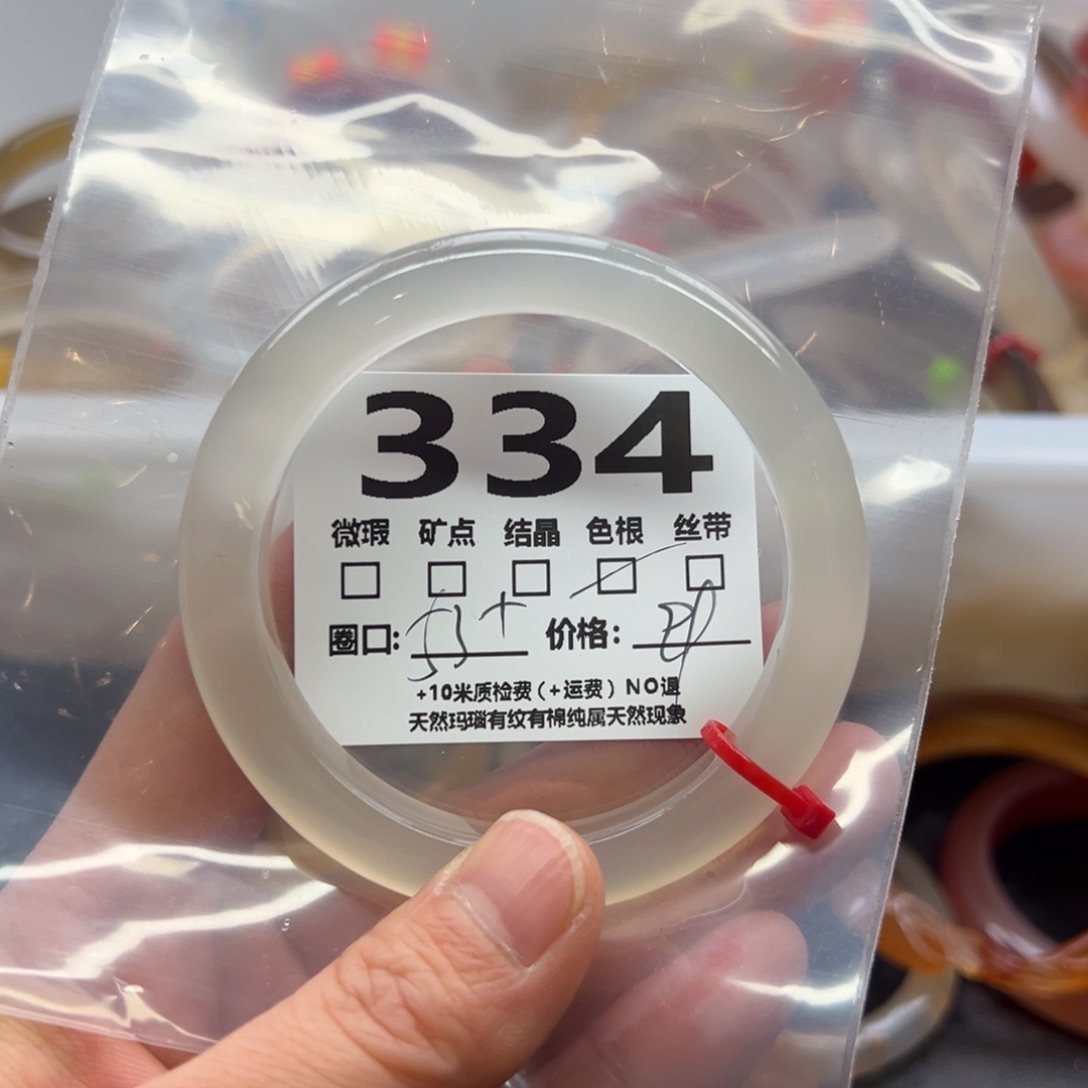 334
微瑕 矿点 结晶 色根 丝带
圈口: 53+ 价格:
+10米质检费(+运费) NO退
天然玛瑙有纹有棉纯属天然现象